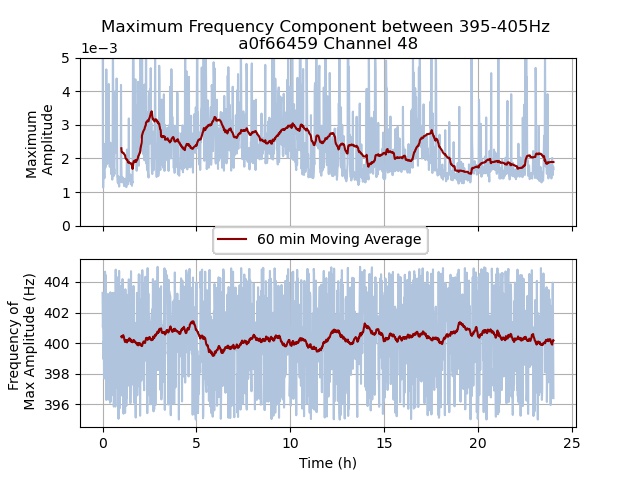 Maximum Frequency Component between 395-405Hz
a0f66459 Channel 48
1e−3
5
4
3
2
1
0
Maximum
Amplitude
60 min Moving Average
404
402
400
398
396
Frequency of
Max Amplitude (Hz)
0 5 10 15 20 25
Time (h)